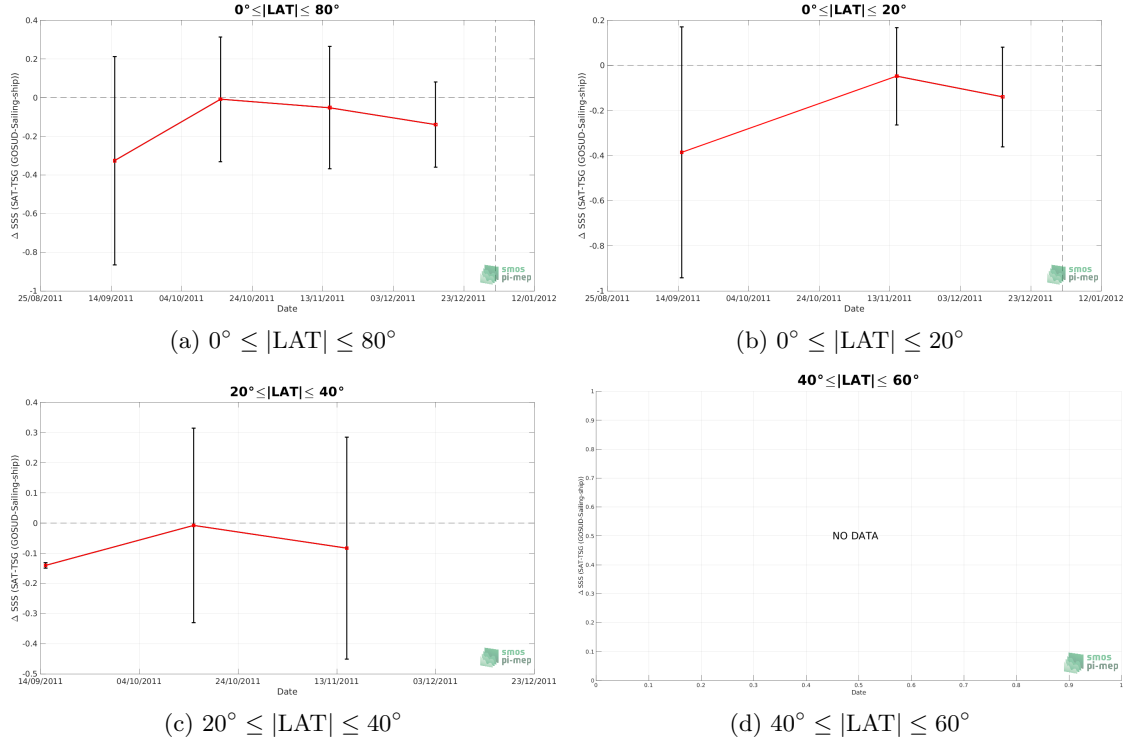 0°≤|LAT|≤ 80°
0.4
0.2
0
-0.2
-0.4
-0.6
-0.8
-1
Δ SSS (SAT-TSG (GOSUD-Sailing-ship))
25/08/2011 14/09/2011 04/10/2011 24/10/2011 13/11/2011 03/12/2011 23/12/2011 12/01/2012
Date
smos
pi-mep
(a) 0° ≤ |LAT| ≤ 80°
0°≤|LAT|≤ 20°
0.2
0
-0.2
-0.4
-0.6
-0.8
-1
Δ SSS (SAT-TSG (GOSUD-Sailing-ship))
25/08/2011 14/09/2011 04/10/2011 24/10/2011 13/11/2011 03/12/2011 23/12/2011 12/01/2012
Date
smos
pi-mep
(b) 0° ≤ |LAT| ≤ 20°
20°≤|LAT|≤ 40°
0.4
0.3
0.2
0.1
0
-0.1
-0.2
-0.3
-0.4
-0.5
Δ SSS (SAT-TSG (GOSUD-Sailing-ship))
14/09/2011 04/10/2011 24/10/2011 13/11/2011 03/12/2011 23/12/2011
Date
smos
pi-mep
(c) 20° ≤ |LAT| ≤ 40°
40°≤|LAT|≤ 60°
1
0.9
0.8
0.7
0.6
0.5
0.4
0.3
0.2
0.1
0
Δ SSS (SAT-TSG (GOSUD-Sailing-ship))
NO DATA
0 0.1 0.2 0.3 0.4 0.5 0.6 0.7 0.8 0.9 1
Date
smos
pi-mep
(d) 40° ≤ |LAT| ≤ 60°